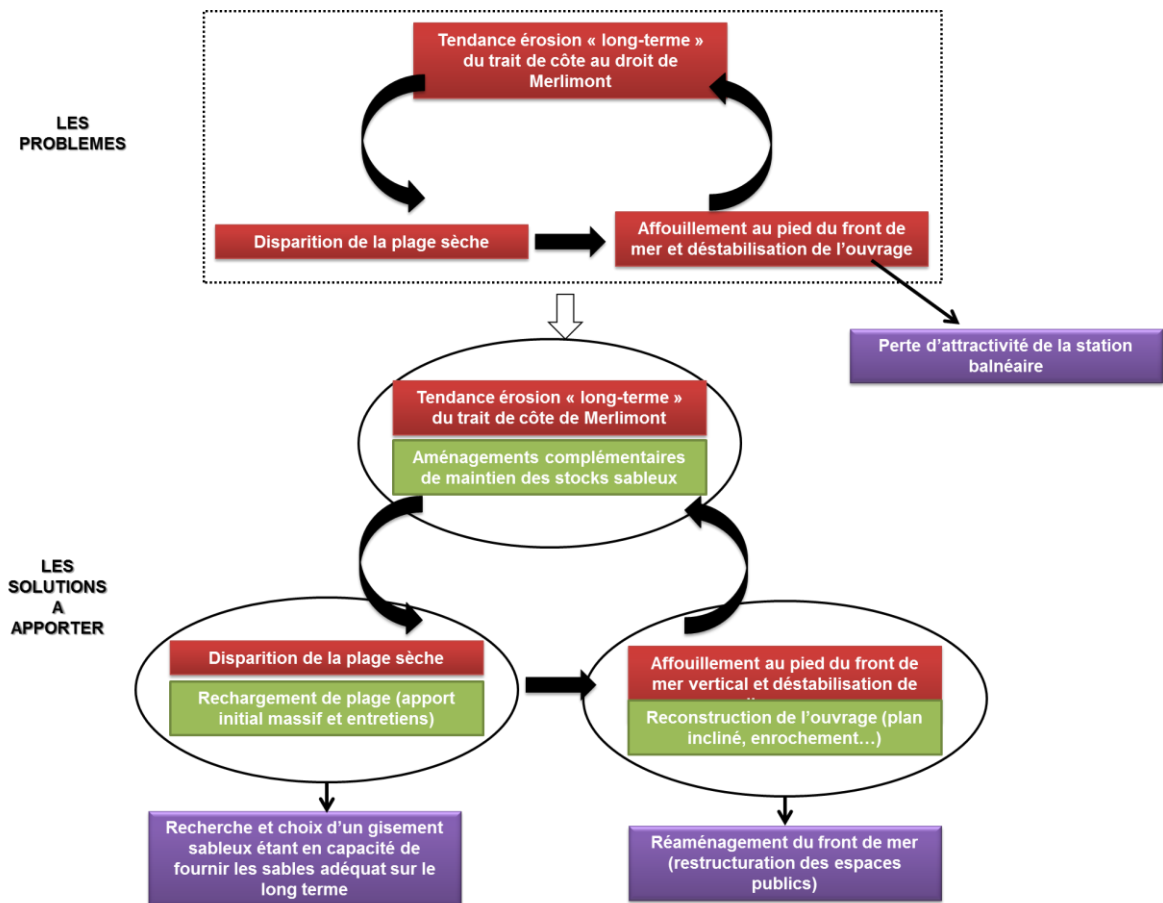 Tendance érosion « long-terme »
du trait de côte au droit de
Merlimont
LES
PROBLEMES
Disparition de la plage sèche
Affouillement au pied du front de
mer et déstabilisation de l’ouvrage
Perte d’attractivité de la station
balnéaire
Tendance érosion « long-terme »
du trait de côte de Merlimont
Aménagements complémentaires
de maintien des stocks sableux
LES
SOLUTIONS
A
APPORTER
Disparition de la plage sèche
Rechargement de plage (apport
initial massif et entretiens)
Affouillement au pied du front de
mer vertical et déstabilisation de
Reconstruction de l’ouvrage (plan
incliné, enrochement…)
Recherche et choix d’un gisement
sableux étant en capacité de
fournir les sables adéquat sur le
long terme
Réaménagement du front de mer
(restructuration des espaces
publics)